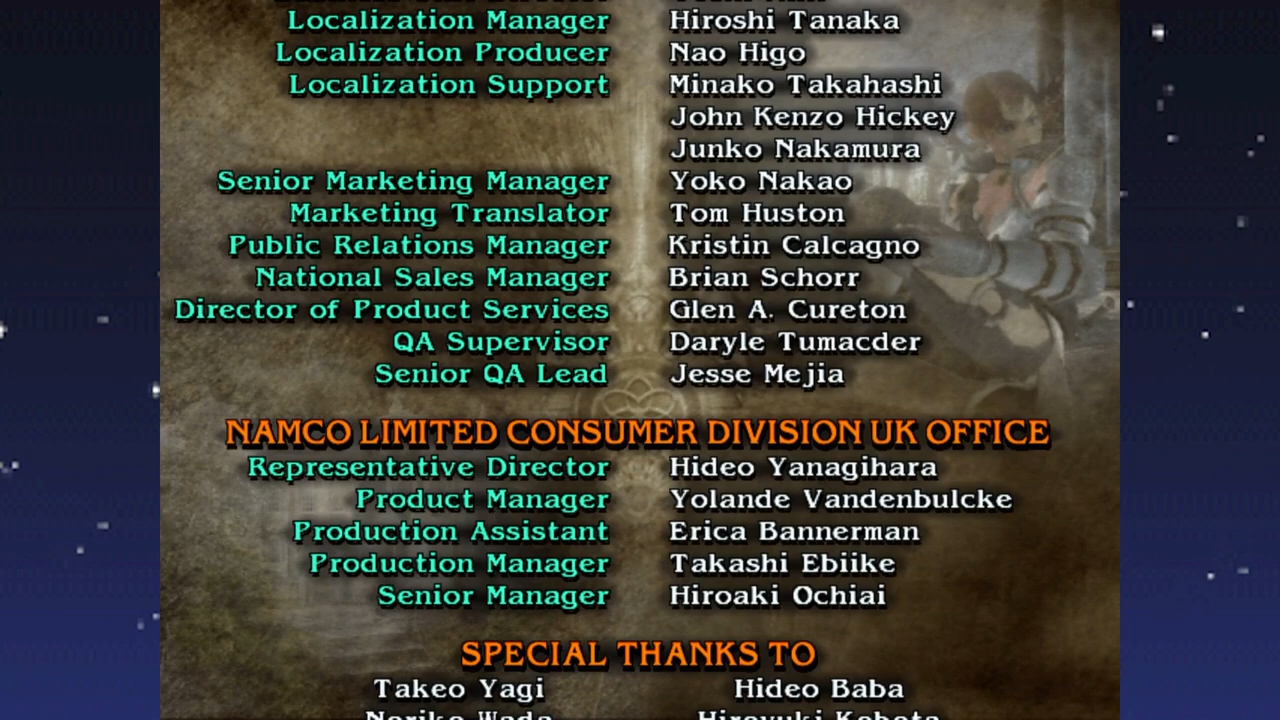 Localization Manager Hiroshi Tanaka
Localization Producer Nao Higo
Localization Support Minako Takahashi
John Kenzo Hickey
Junko Nakamura
Senior Marketing Manager Yoko Nakao
Marketing Translator Tom Huston
Public Relations Manager Kristin Calcagno
National Sales Manager Brian Schorr
Director of Product Services Glen A. Cureton
QA Supervisor Daryle Tumacder
Senior QA Lead Jesse Mejia
NAMCO LIMITED CONSUMER DIVISION UK OFFICE
Representative Director Hideo Yanagihara
Product Manager Yolande Vandenbulcke
Production Assistant Erica Bannerman
Production Manager Takashi Ebiike
Senior Manager Hiroaki Ochiai
SPECIAL THANKS TO
Takeo Yagi Hideo Baba